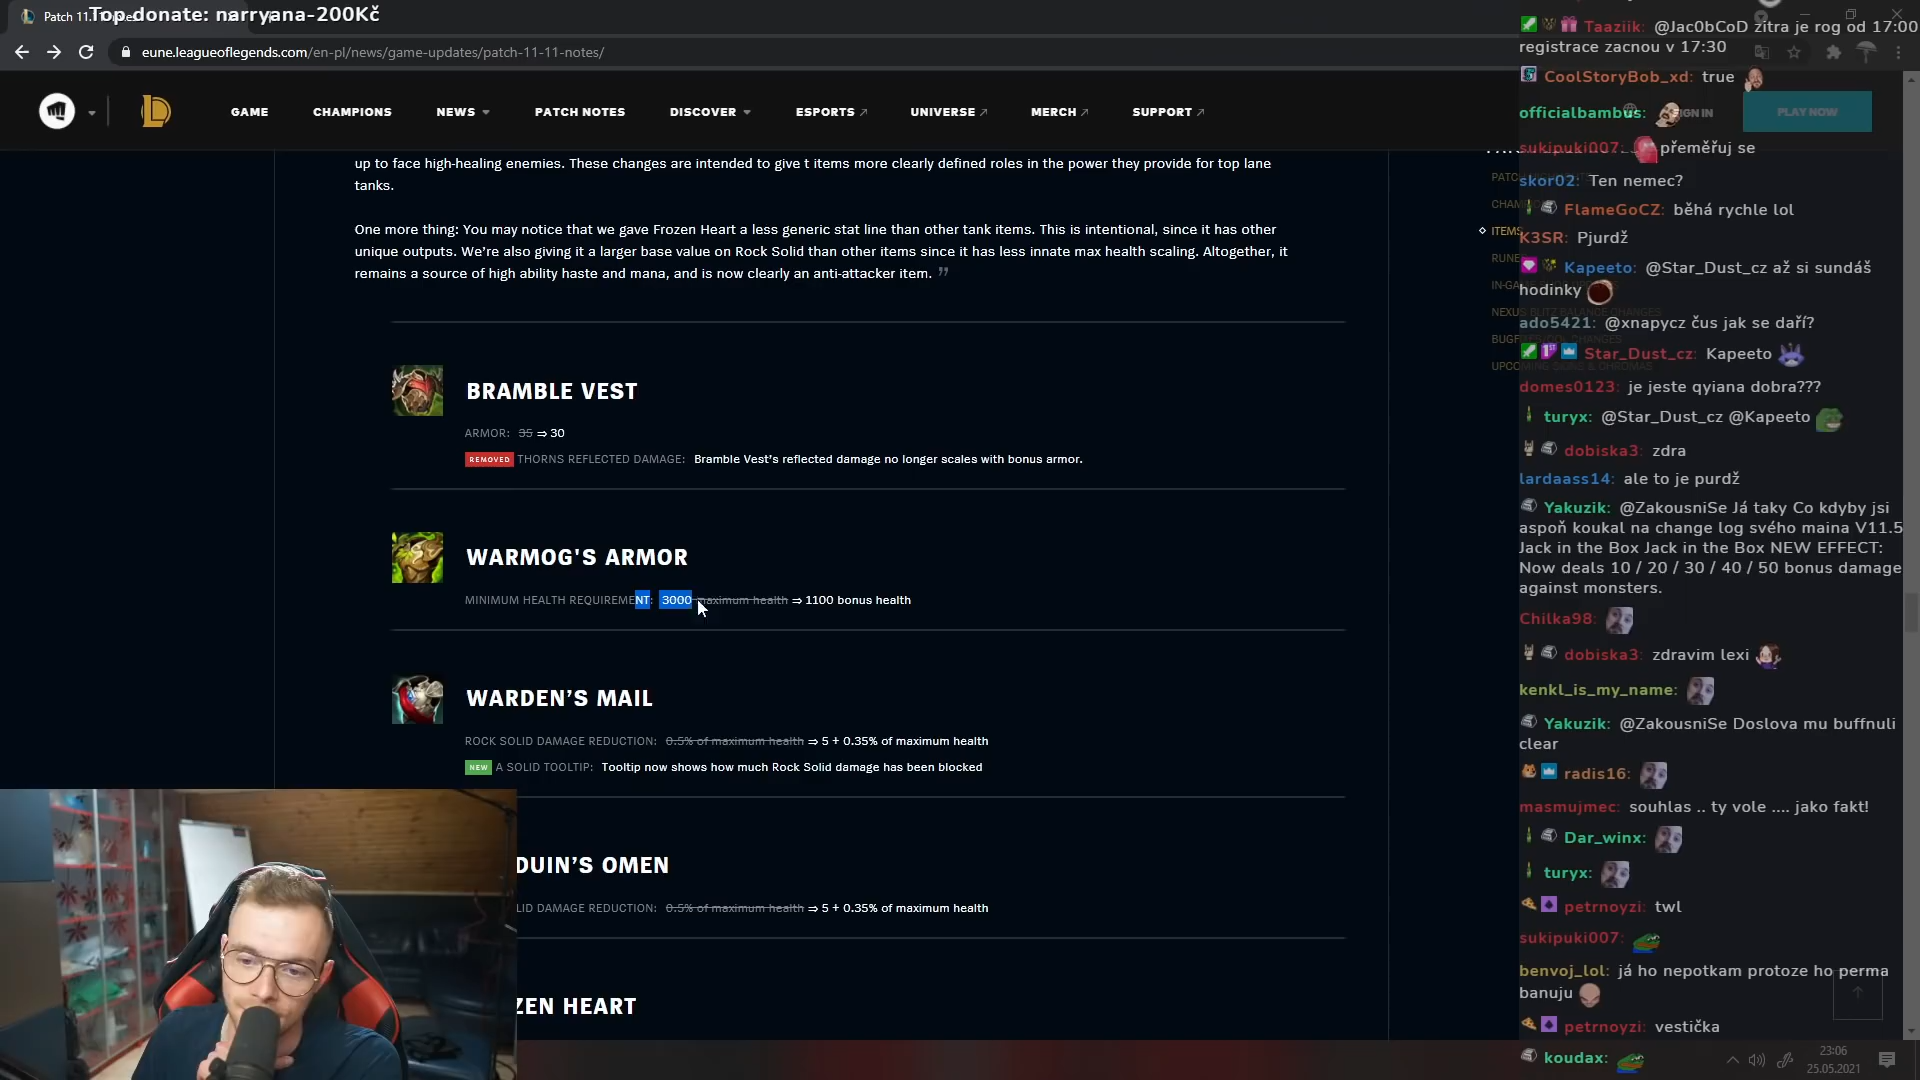 Patch 11.11 notes
Top donate: narryana-200Kč
eune.leagueoflegends.com/en-pl/news/game-updates/patch-11-11-notes/
GAME CHAMPIONS NEWS PATCH NOTES DISCOVER ESPORTS UNIVERSE MERCH SUPPORT
SIGN IN
PLAY NOW
up to face high-healing enemies. These changes are intended to give t items more clearly defined roles in the power they provide for top lane
tanks.
One more thing: You may notice that we gave Frozen Heart a less generic stat line than other tank items. This is intentional, since it has other
unique outputs. We’re also giving it a larger base value on Rock Solid than other items since it has less innate max health scaling. Altogether, it
remains a source of high ability haste and mana, and is now clearly an anti-attacker item. ”
BRAMBLE VEST
ARMOR: 35 ⇒ 30
REMOVED THORNS REFLECTED DAMAGE: Bramble Vest's reflected damage no longer scales with bonus armor.
WARMOG'S ARMOR
MINIMUM HEALTH REQUIREMENT: 3000 maximum health ⇒ 1100 bonus health
WARDEN’S MAIL
ROCK SOLID DAMAGE REDUCTION: 0.5% of maximum health ⇒ 5 + 0.35% of maximum health
NEW A SOLID TOOLTIP: Tooltip now shows how much Rock Solid damage has been blocked
DUIN’S OMEN
LID DAMAGE REDUCTION: 0.5% of maximum health ⇒ 5 + 0.35% of maximum health
ZEN HEART
ITEMS
NEXUS BLITZ BALANCE CHANGES
UPCOMING SKINS & CHROMAS
Taaziik: @Jac0bCoD zitra je rog od 17:00
registrace zacnou v 17:30
CoolStoryBob_xd: true
officialbambus:
sukipuki007: přeměřuj se
skor02: Ten nemec?
FlameGoCZ: běhá rychle lol
K3SR: Pjurdž
Kapeeto: @Star_Dust_cz až si sundáš
hodinky
ado5421: @xnapycz čus jak se daří?
Star_Dust_cz: Kapeeto
domes0123: je jeste qyiana dobra???
turyx: @Star_Dust_cz @Kapeeto
dobiska3: zdra
lardaass14: ale to je purdž
Yakuzik: @ZakousniSe Já taky Co kdyby jsi
aspoň koukal na change log svého maina V11.5
Jack in the Box Jack in the Box NEW EFFECT:
Now deals 10 / 20 / 30 / 40 / 50 bonus damage
against monsters.
Chilka98:
dobiska3: zdravim lexi
kenkl_is_my_name:
Yakuzik: @ZakousniSe Doslova mu buffnuli
clear
radis16:
masmujmec: souhlas .. ty vole .... jako fakt!
Dar_winx:
turyx:
petrnoyzi: twl
sukipuki007:
benvoj_lol: já ho nepotkam protoze ho perma
banuju
petrnoyzi: vestička
koudax:
23:06
25.05.2021